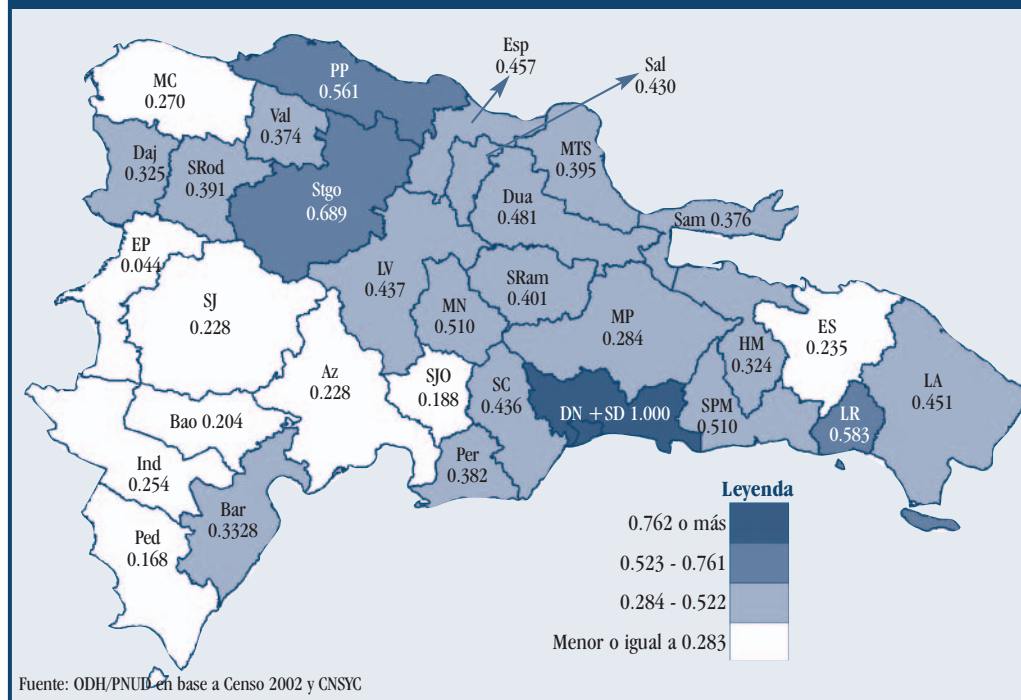 Esp
0.457
Sal
0.430
MC
0.270
PP
0.561
Val
0.374
Daj
0.325
SRod
0.391
Stgo
0.689
MTS
0.395
Dua
0.481
Sam 0.376
EP
0.044
SJ
0.228
LV
0.437
MN
0.510
SRam
0.401
MP
0.284
HM
0.324
ES
0.235
LA
0.451
Az
0.228
SJO
0.188
SC
0.436
DN + SD 1.000
SPM
0.510
LR
0.583
Bao 0.204
Per
0.382
Ind
0.254
Bar
0.3328
Ped
0.168
Leyenda
0.762 o más
0.523 - 0.761
0.284 - 0.522
Menor o igual a 0.283
Fuente: ODH/PNUD en base a Censo 2002 y CNSYC